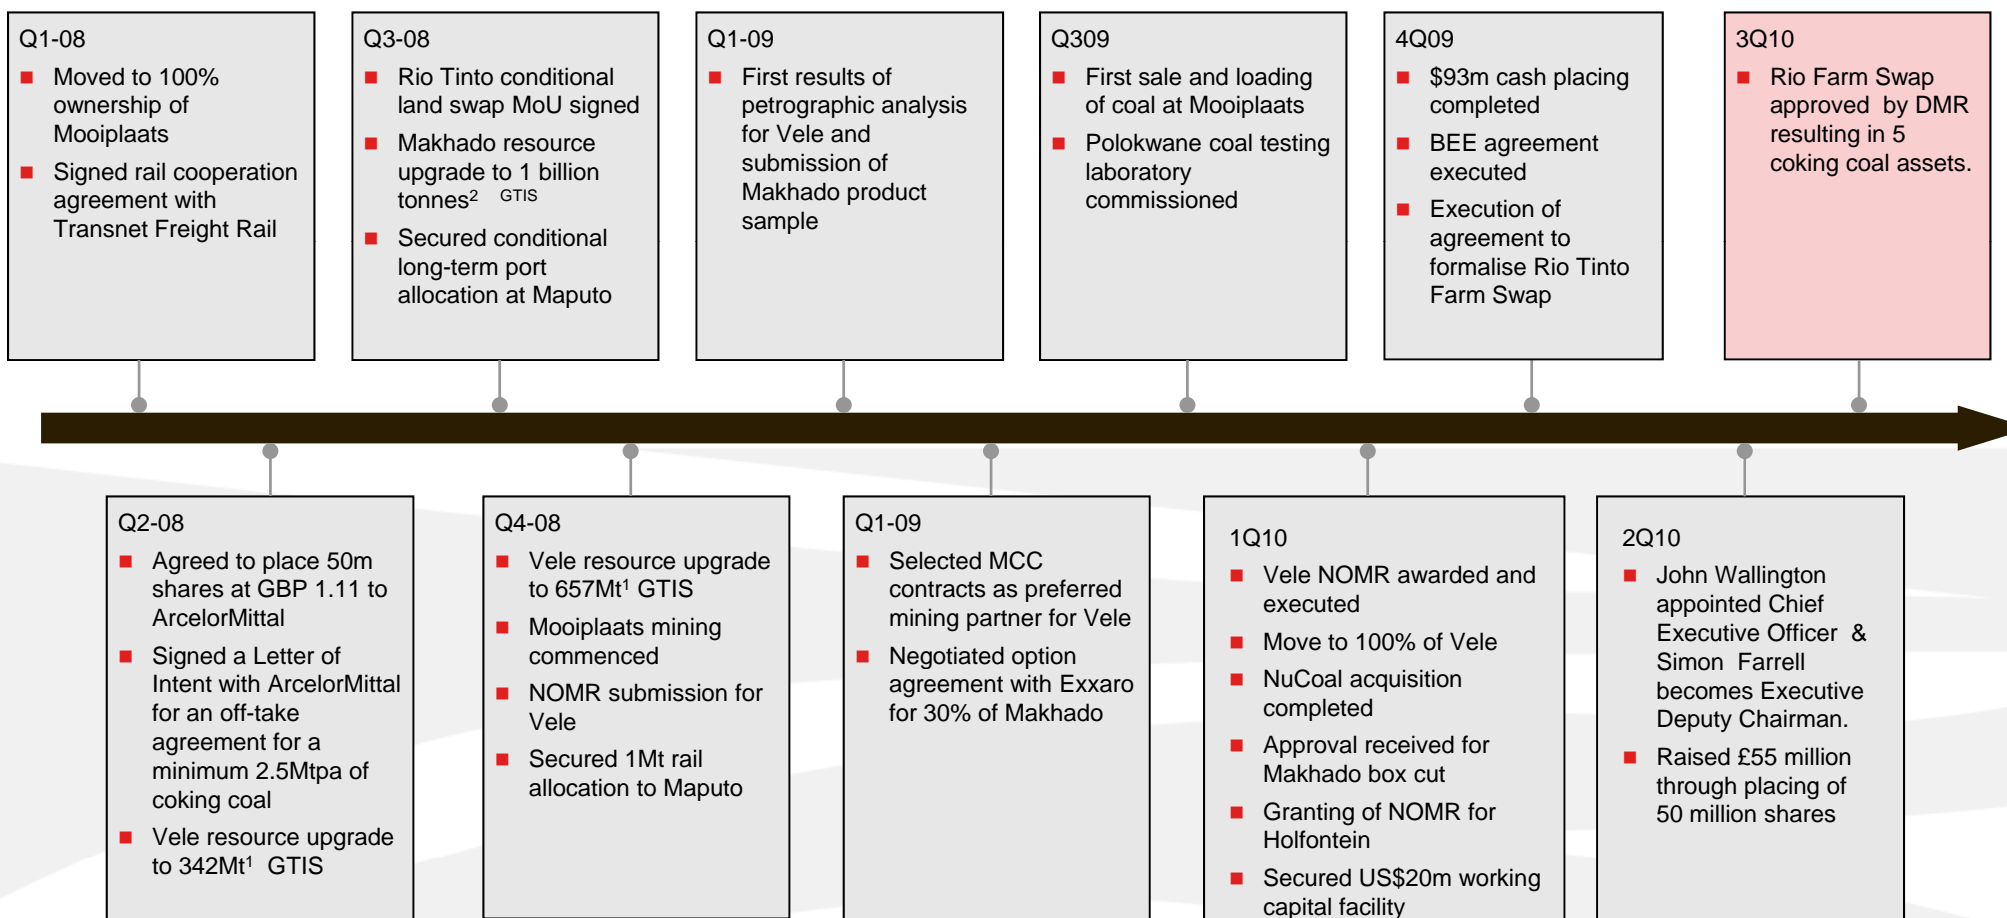 Q1-08
Moved to 100%
ownership of
Mooiplaats
Signed rail cooperation
agreement with
Transnet Freight Rail
Q3-08
Rio Tinto conditional
land swap MoU signed
Makhado resource
upgrade to 1 billion
tonnes² GTIS
Secured conditional
long-term port
allocation at Maputo
Q1-09
First results of
petrographic analysis
for Vele and
submission of
Makhado product
sample
Q309
First sale and loading
of coal at Mooiplaats
Polokwane coal testing
laboratory
commissioned
4Q09
$93m cash placing
completed
BEE agreement
executed
Execution of
agreement to
formalise Rio Tinto
Farm Swap
3Q10
Rio Farm Swap
approved by DMR
resulting in 5
coking coal assets.
Q2-08
Agreed to place 50m
shares at GBP 1.11 to
ArcelorMittal
Signed a Letter of
Intent with ArcelorMittal
for an off-take
agreement for a
minimum 2.5Mtpa of
coking coal
Vele resource upgrade
to 342Mt¹ GTIS
Q4-08
Vele resource upgrade
to 657Mt¹ GTIS
Mooiplaats mining
commenced
NOMR submission for
Vele
Secured 1Mt rail
allocation to Maputo
Q1-09
Selected MCC
contracts as preferred
mining partner for Vele
Negotiated option
agreement with Exxaro
for 30% of Makhado
1Q10
Vele NOMR awarded and
executed
Move to 100% of Vele
NuCoal acquisition
completed
Approval received for
Makhado box cut
Granting of NOMR for
Holfontein
Secured US$20m working
capital facility
2Q10
John Wallington
appointed Chief
Executive Officer &
Simon Farrell
becomes Executive
Deputy Chairman.
Raised £55 million
through placing of
50 million shares